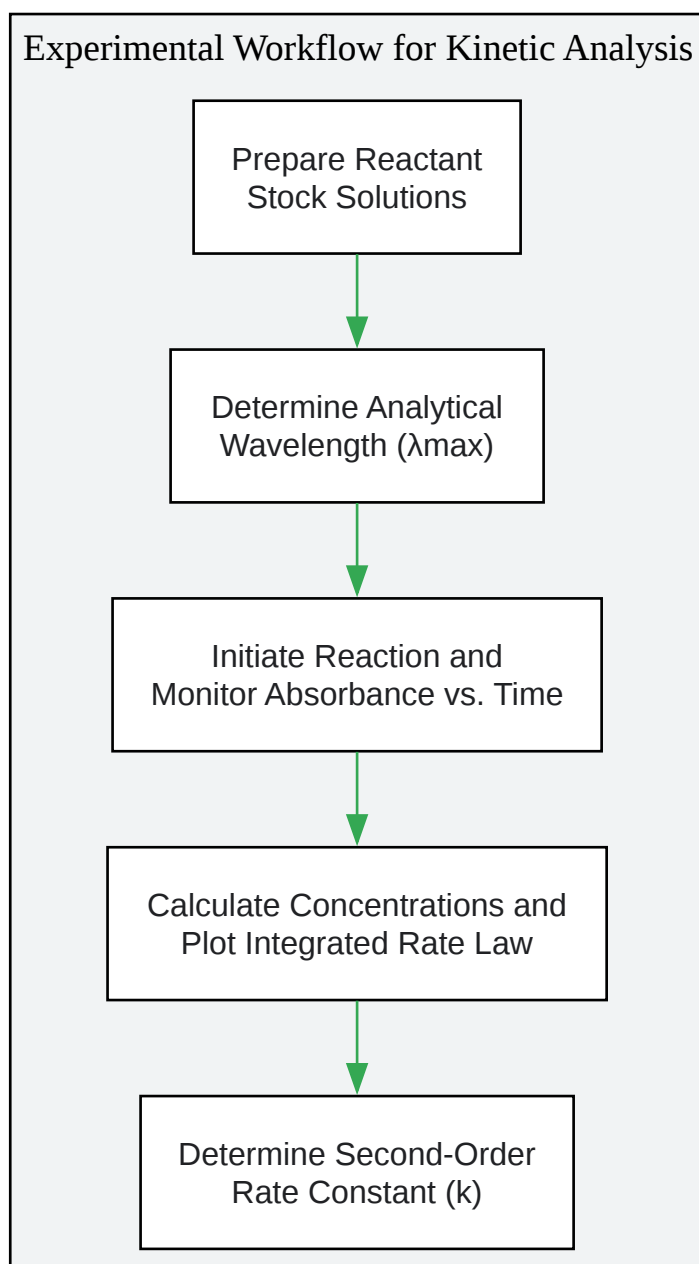 Experimental Workflow for Kinetic Analysis
Prepare Reactant
Stock Solutions
Determine Analytical
Wavelength (λmax)
Initiate Reaction and
Monitor Absorbance vs. Time
Calculate Concentrations and
Plot Integrated Rate Law
Determine Second-Order
Rate Constant (k)